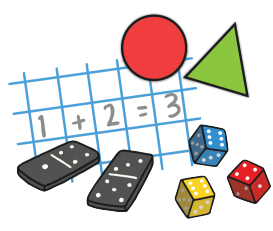 1 + 2 = 3